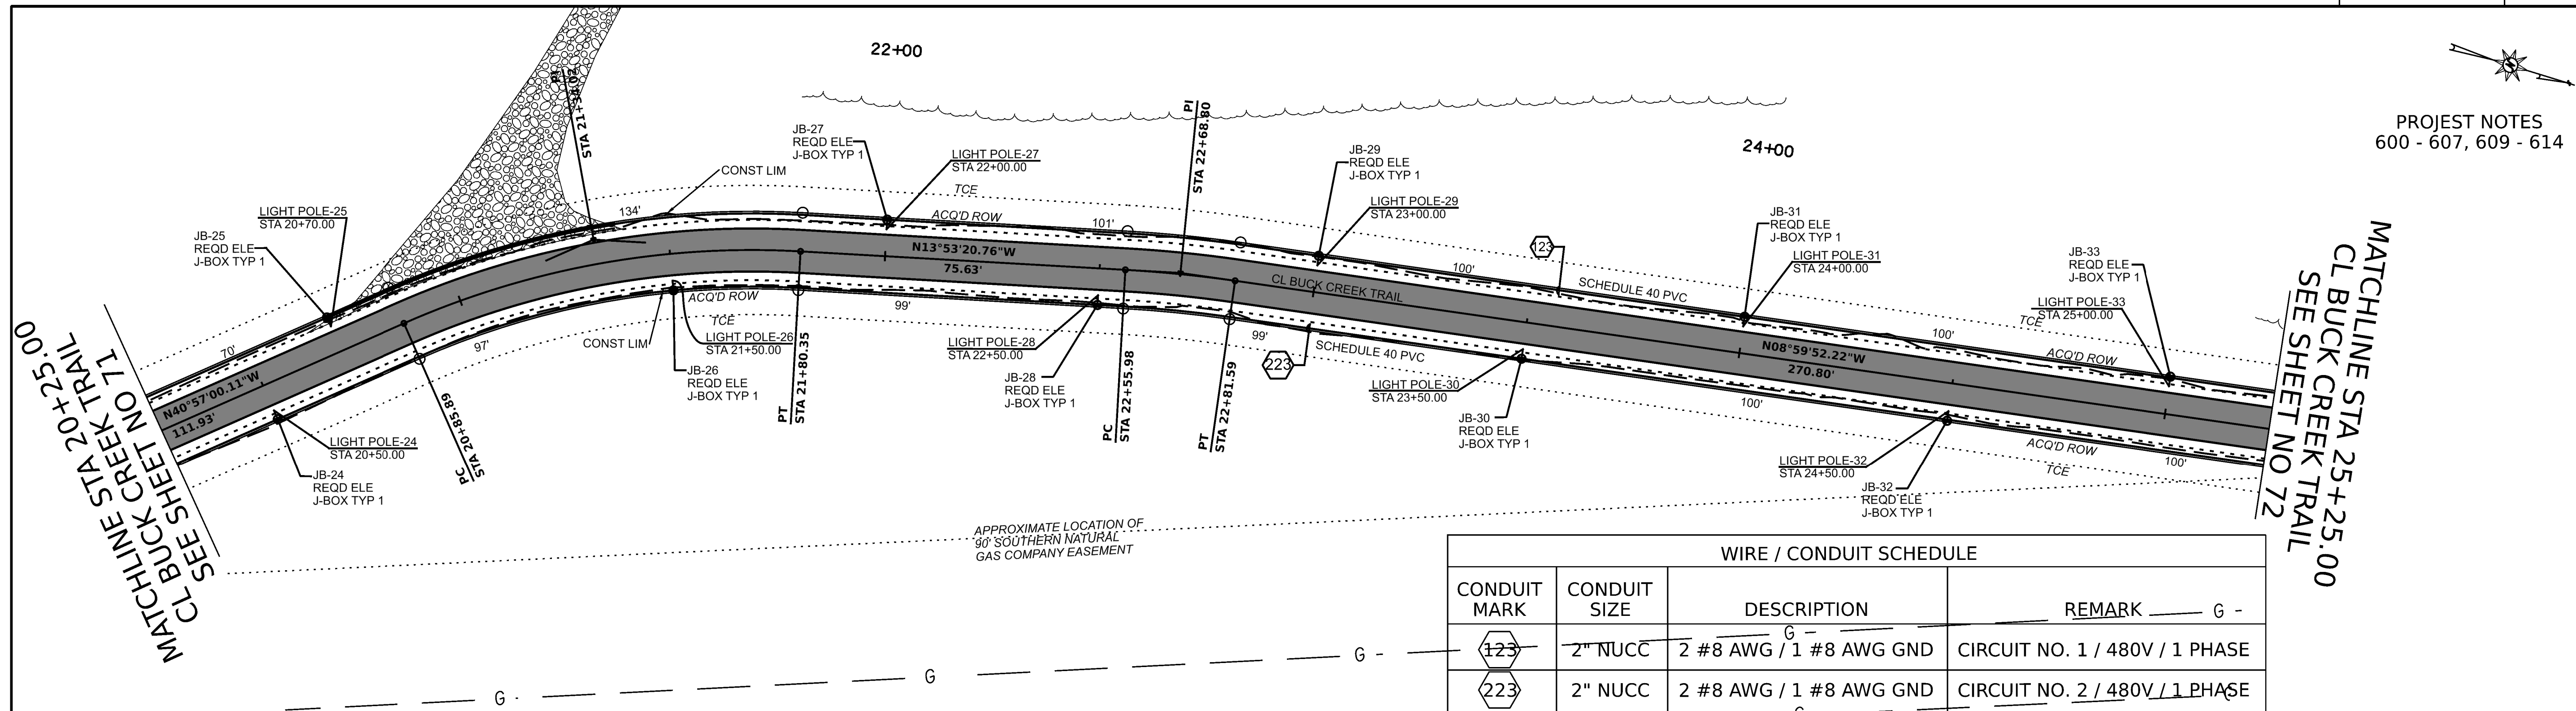 22+00
24+00
N
PROJEST NOTES
600 - 607, 609 - 614
PI
STA 21+34.02
PI
STA 22+68.80
JB-25
REQD ELE
J-BOX TYP 1
LIGHT POLE-25
STA 20+70.00
134'
CONST LIM
JB-27
REQD ELE
J-BOX TYP 1
LIGHT POLE-27
STA 22+00.00
TCE
ACQ'D ROW
101'
JB-29
REQD ELE
J-BOX TYP 1
LIGHT POLE-29
STA 23+00.00
100'
123
SCHEDULE 40 PVC
JB-31
REQD ELE
J-BOX TYP 1
LIGHT POLE-31
STA 24+00.00
100'
JB-33
REQD ELE
J-BOX TYP 1
LIGHT POLE-33
STA 25+00.00
TCE
ACQ'D ROW
MATCHLINE STA 20+25.00
CL BUCK CREEK TRAIL
SEE SHEET NO 71
70'
N40°57'00.11"W
111.93'
N13°53'20.76"W
75.63'
CL BUCK CREEK TRAIL
N08°59'52.22"W
270.80'
MATCHLINE STA 25+25.00
CL BUCK CREEK TRAIL
SEE SHEET NO 72
LIGHT POLE-24
STA 20+50.00
JB-24
REQD ELE
J-BOX TYP 1
PC
STA 20+85.89
97'
CONST LIM
ACQ'D ROW
TCE
LIGHT POLE-26
STA 21+50.00
JB-26
REQD ELE
J-BOX TYP 1
PT
STA 21+80.35
99'
LIGHT POLE-28
STA 22+50.00
JB-28
REQD ELE
J-BOX TYP 1
PC
STA 22+55.98
PT
STA 22+81.59
99'
223
SCHEDULE 40 PVC
LIGHT POLE-30
STA 23+50.00
JB-30
REQD ELE
J-BOX TYP 1
100'
LIGHT POLE-32
STA 24+50.00
JB-32
REQD ELE
J-BOX TYP 1
ACQ'D ROW
TCE
100'
APPROXIMATE LOCATION OF
90' SOUTHERN NATURAL
GAS COMPANY EASEMENT
G
G
G
G
G
WIRE / CONDUIT SCHEDULE
CONDUIT MARK CONDUIT SIZE DESCRIPTION REMARK
123 2" NUCC 2 #8 AWG / 1 #8 AWG GND CIRCUIT NO. 1 / 480V / 1 PHASE
223 2" NUCC 2 #8 AWG / 1 #8 AWG GND CIRCUIT NO. 2 / 480V / 1 PHASE